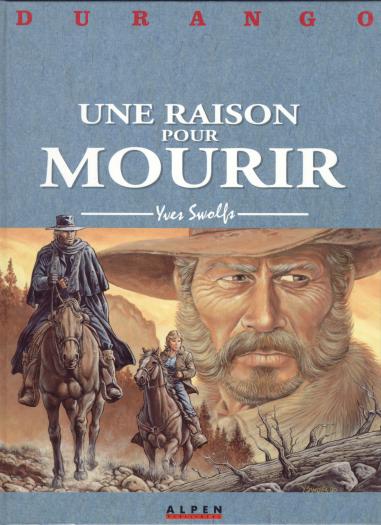 DURANGO
UNE RAISON
POUR
MOURIR
Yves Swolfs
ALPEN